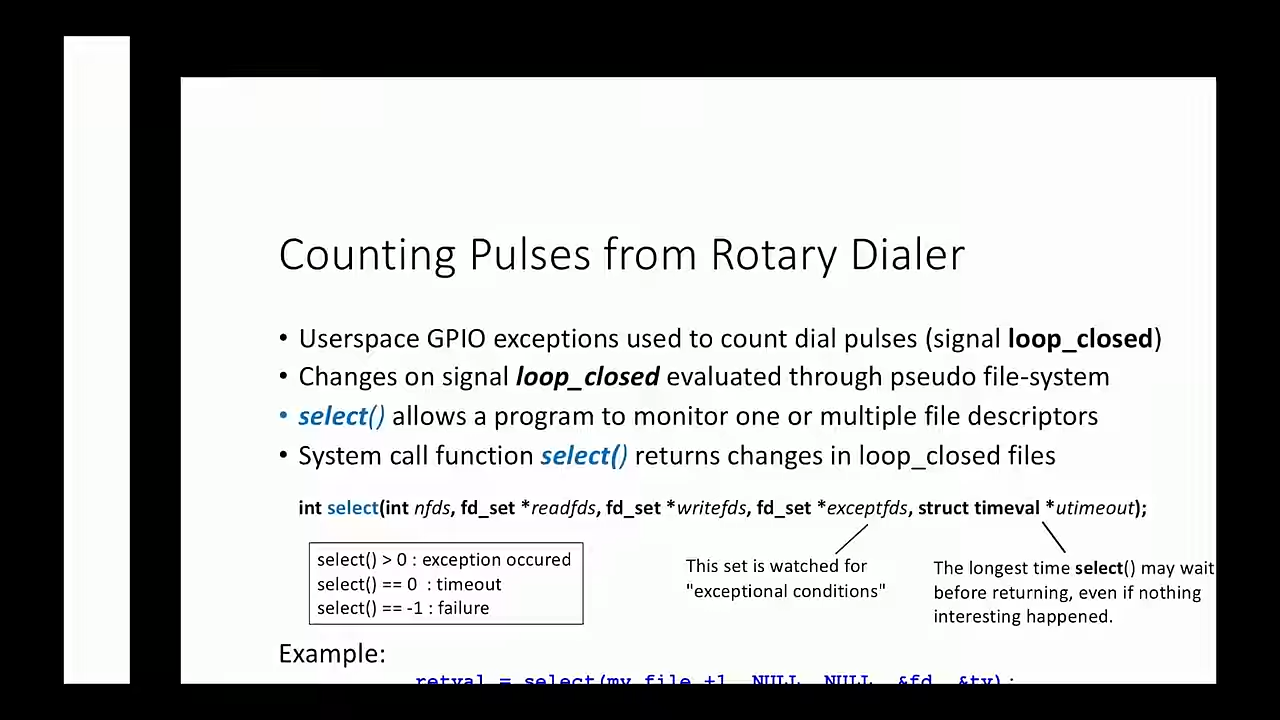 Counting Pulses from Rotary Dialer
• Userspace GPIO exceptions used to count dial pulses (signal loop_closed)
• Changes on signal loop_closed evaluated through pseudo file-system
• select() allows a program to monitor one or multiple file descriptors
• System call function select() returns changes in loop_closed files
int select(int nfds, fd_set *readfds, fd_set *writefds, fd_set *exceptfds, struct timeval *utimeout);
select() > 0 : exception occured
select() == 0 : timeout
select() == -1 : failure
This set is watched for
"exceptional conditions"
The longest time select() may wait
before returning, even if nothing
interesting happened.
Example:
retval = select(my_file +1, NULL, NULL, &fd, &tv);